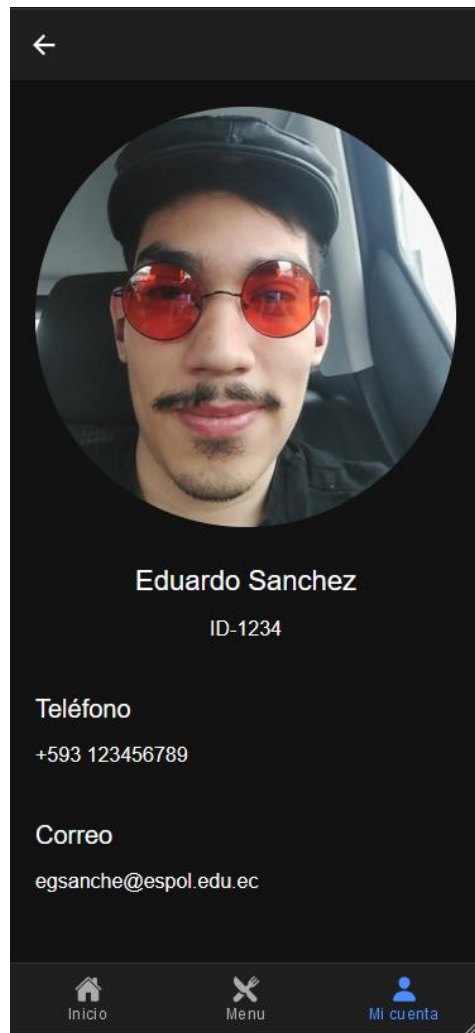 Eduardo Sanchez
ID-1234
Teléfono
+593 123456789
Correo
egsanche@espol.edu.ec
Inicio
Menu
Mi cuenta